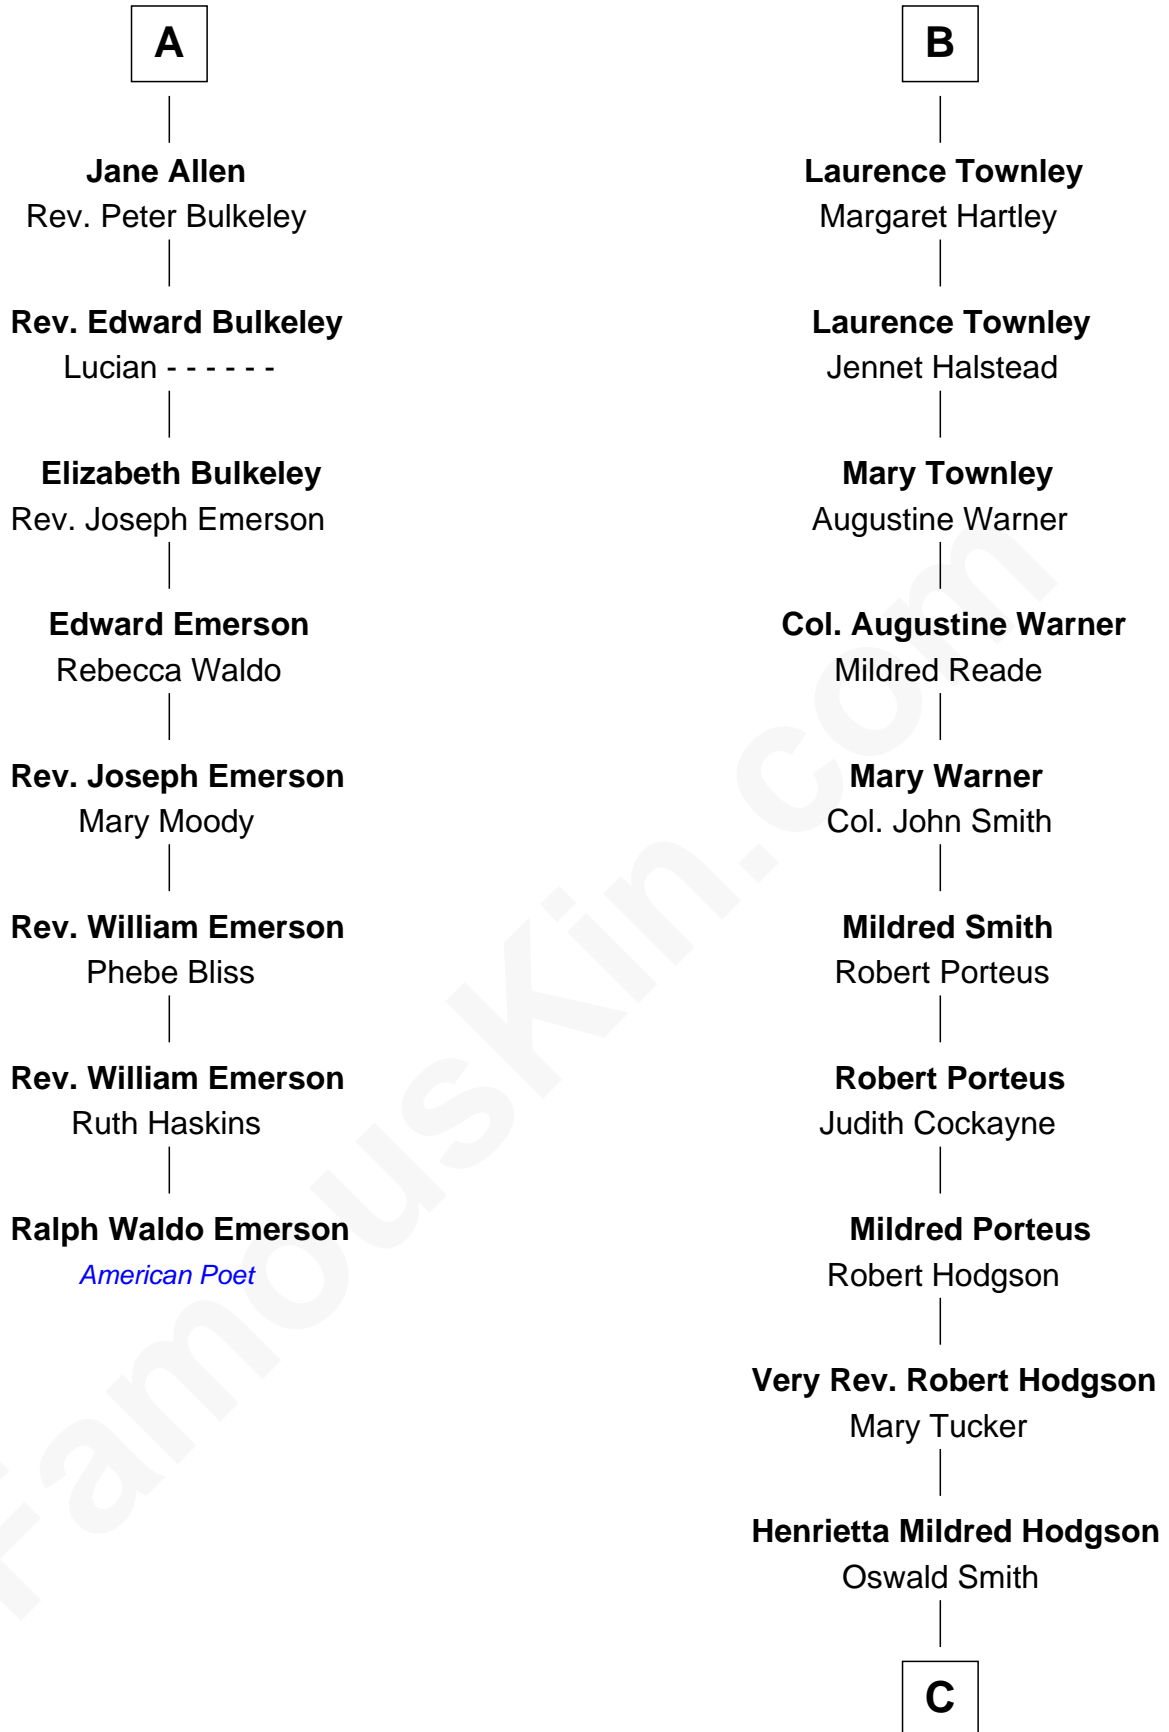 A
Jane Allen
Rev. Peter Bulkeley
Rev. Edward Bulkeley
Lucian - - - - - -
Elizabeth Bulkeley
Rev. Joseph Emerson
Edward Emerson
Rebecca Waldo
Rev. Joseph Emerson
Mary Moody
Rev. William Emerson
Phebe Bliss
Rev. William Emerson
Ruth Haskins
Ralph Waldo Emerson
American Poet
B
Laurence Townley
Margaret Hartley
Laurence Townley
Jennet Halstead
Mary Townley
Augustine Warner
Col. Augustine Warner
Mildred Reade
Mary Warner
Col. John Smith
Mildred Smith
Robert Porteus
Robert Porteus
Judith Cockayne
Mildred Porteus
Robert Hodgson
Very Rev. Robert Hodgson
Mary Tucker
Henrietta Mildred Hodgson
Oswald Smith
C
FamousKin.com